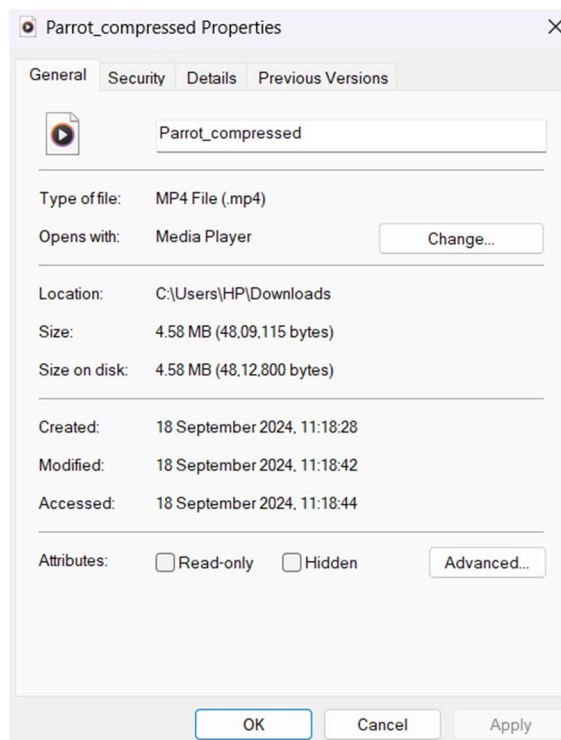 Parrot_compressed Properties
General Security Details Previous Versions
Parrot_compressed
Type of file: MP4 File (.mp4)
Opens with: Media Player Change...
Location: C:\Users\HP\Downloads
Size: 4.58 MB (48,09,115 bytes)
Size on disk: 4.58 MB (48,12,800 bytes)
Created: 18 September 2024, 11:18:28
Modified: 18 September 2024, 11:18:42
Accessed: 18 September 2024, 11:18:44
Attributes: Read-only Hidden Advanced...
OK Cancel Apply